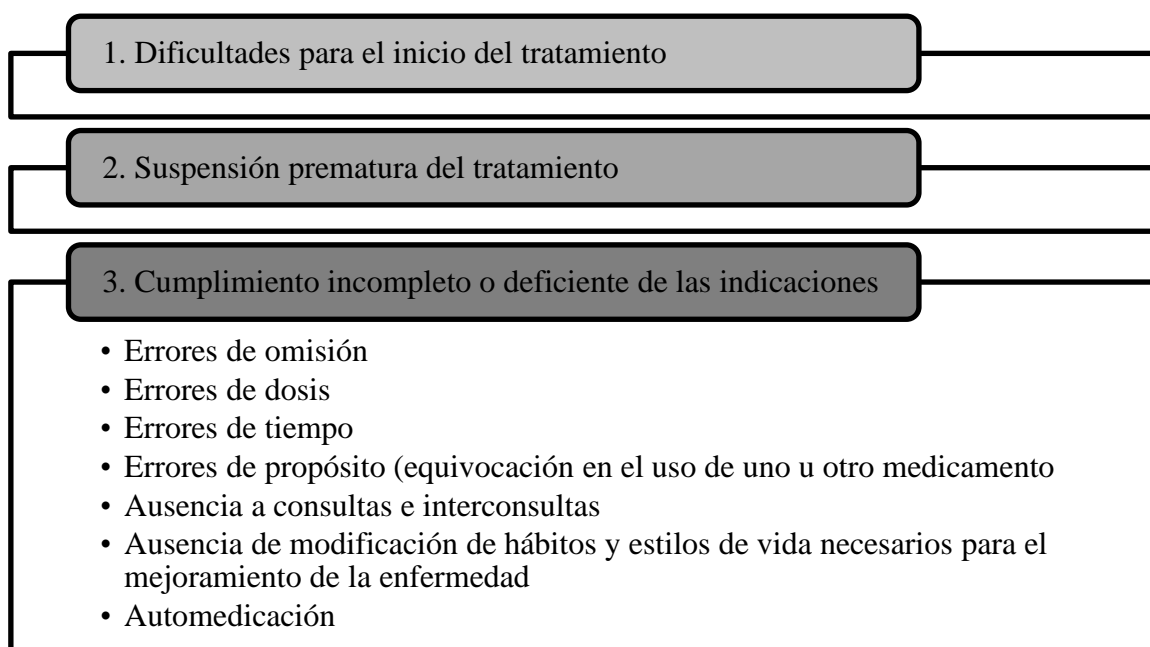 1. Dificultades para el inicio del tratamiento
2. Suspensión prematura del tratamiento
3. Cumplimiento incompleto o deficiente de las indicaciones
• Errores de omisión
• Errores de dosis
• Errores de tiempo
• Errores de propósito (equivocación en el uso de uno u otro medicamento
• Ausencia a consultas e interconsultas
• Ausencia de modificación de hábitos y estilos de vida necesarios para el
mejoramiento de la enfermedad
• Automedicación